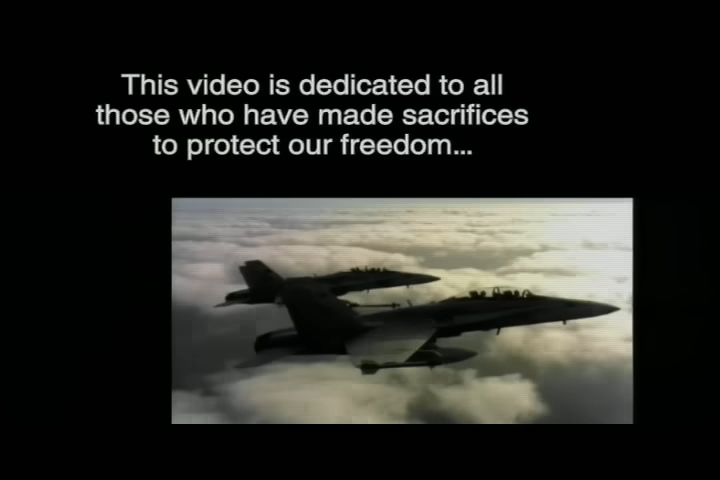 This video is dedicated to all
those who have made sacrifices
to protect our freedom...